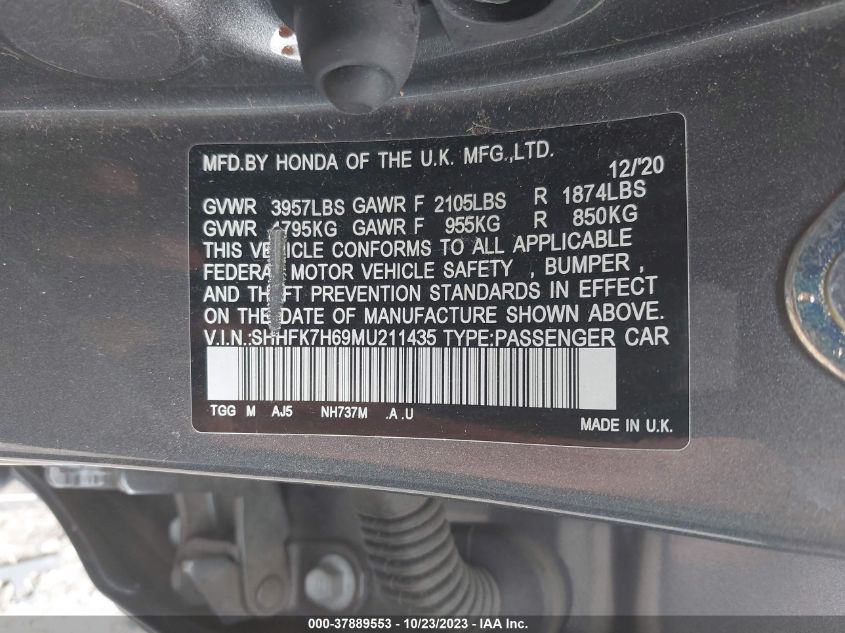 MFD.BY HONDA OF THE U.K. MFG.,LTD.
12/'20
GVWR 3957LBS GAWR F 2105LBS R 1874LBS
GVWR 1795KG GAWR F 955KG R 850KG
THIS VEHICLE CONFORMS TO ALL APPLICABLE
FEDERAL MOTOR VEHICLE SAFETY , BUMPER ,
AND THEFT PREVENTION STANDARDS IN EFFECT
ON THE DATE OF MANUFACTURE SHOWN ABOVE.
V.I.N.:SHHFK7H69MU211435 TYPE:PASSENGER CAR
TGG M AJ5 NH737M .A .U
MADE IN U.K.
000-37889553 - 10/23/2023 - IAAI.com/IAAI Inc.